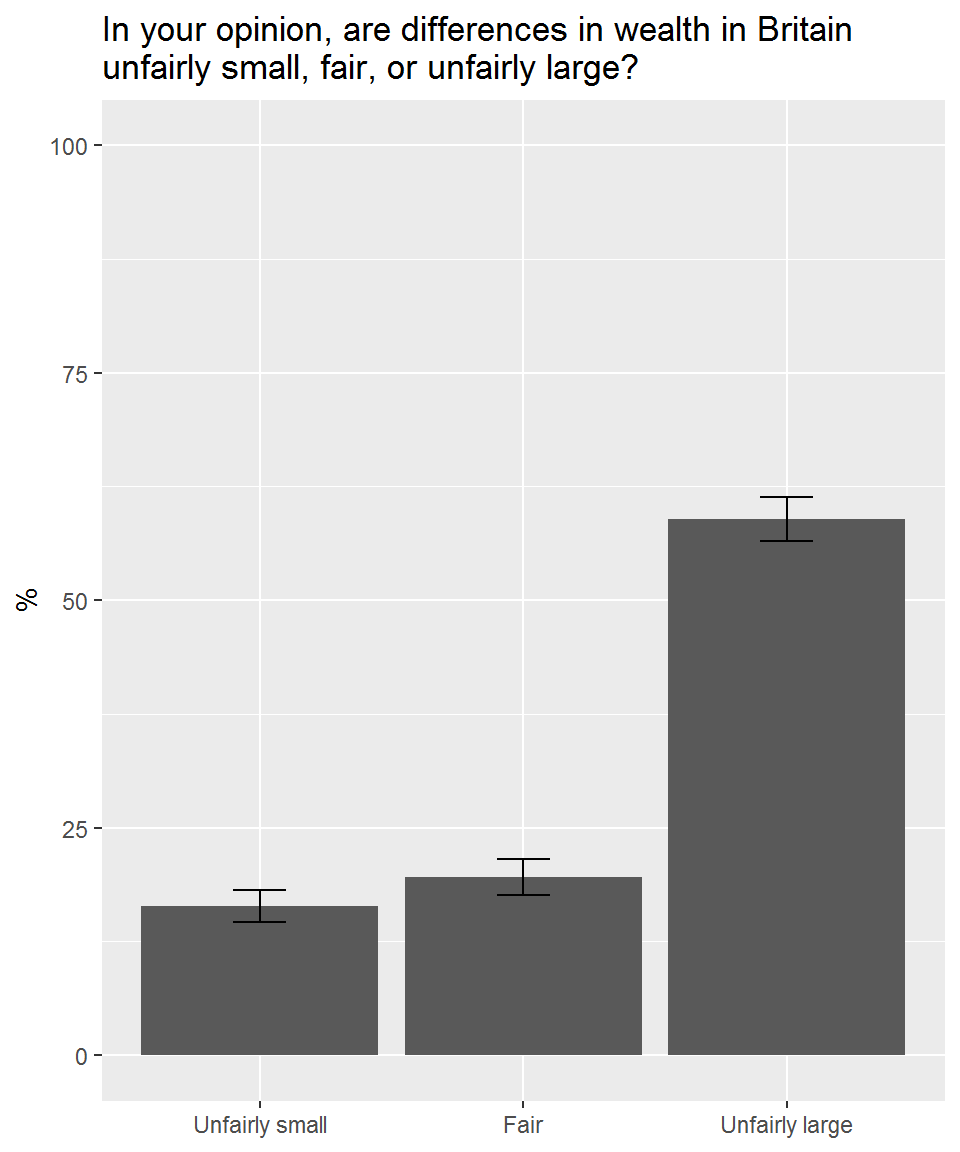 In your opinion, are differences in wealth in Britain
unfairly small, fair, or unfairly large?
100
75
50
25
0
%
Unfairly small
Fair
Unfairly large